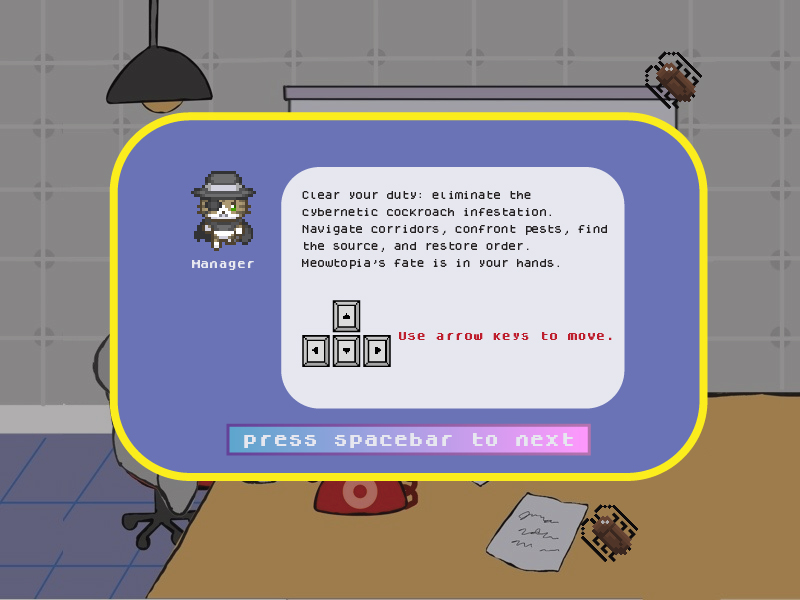 Clear your duty: eliminate the
cybernetic cockroach infestation.
Navigate corridors, confront pests, find
the source, and restore order.
Meowtopia's fate is in your hands.
Manager
Use arrow keys to move.
press spacebar to next